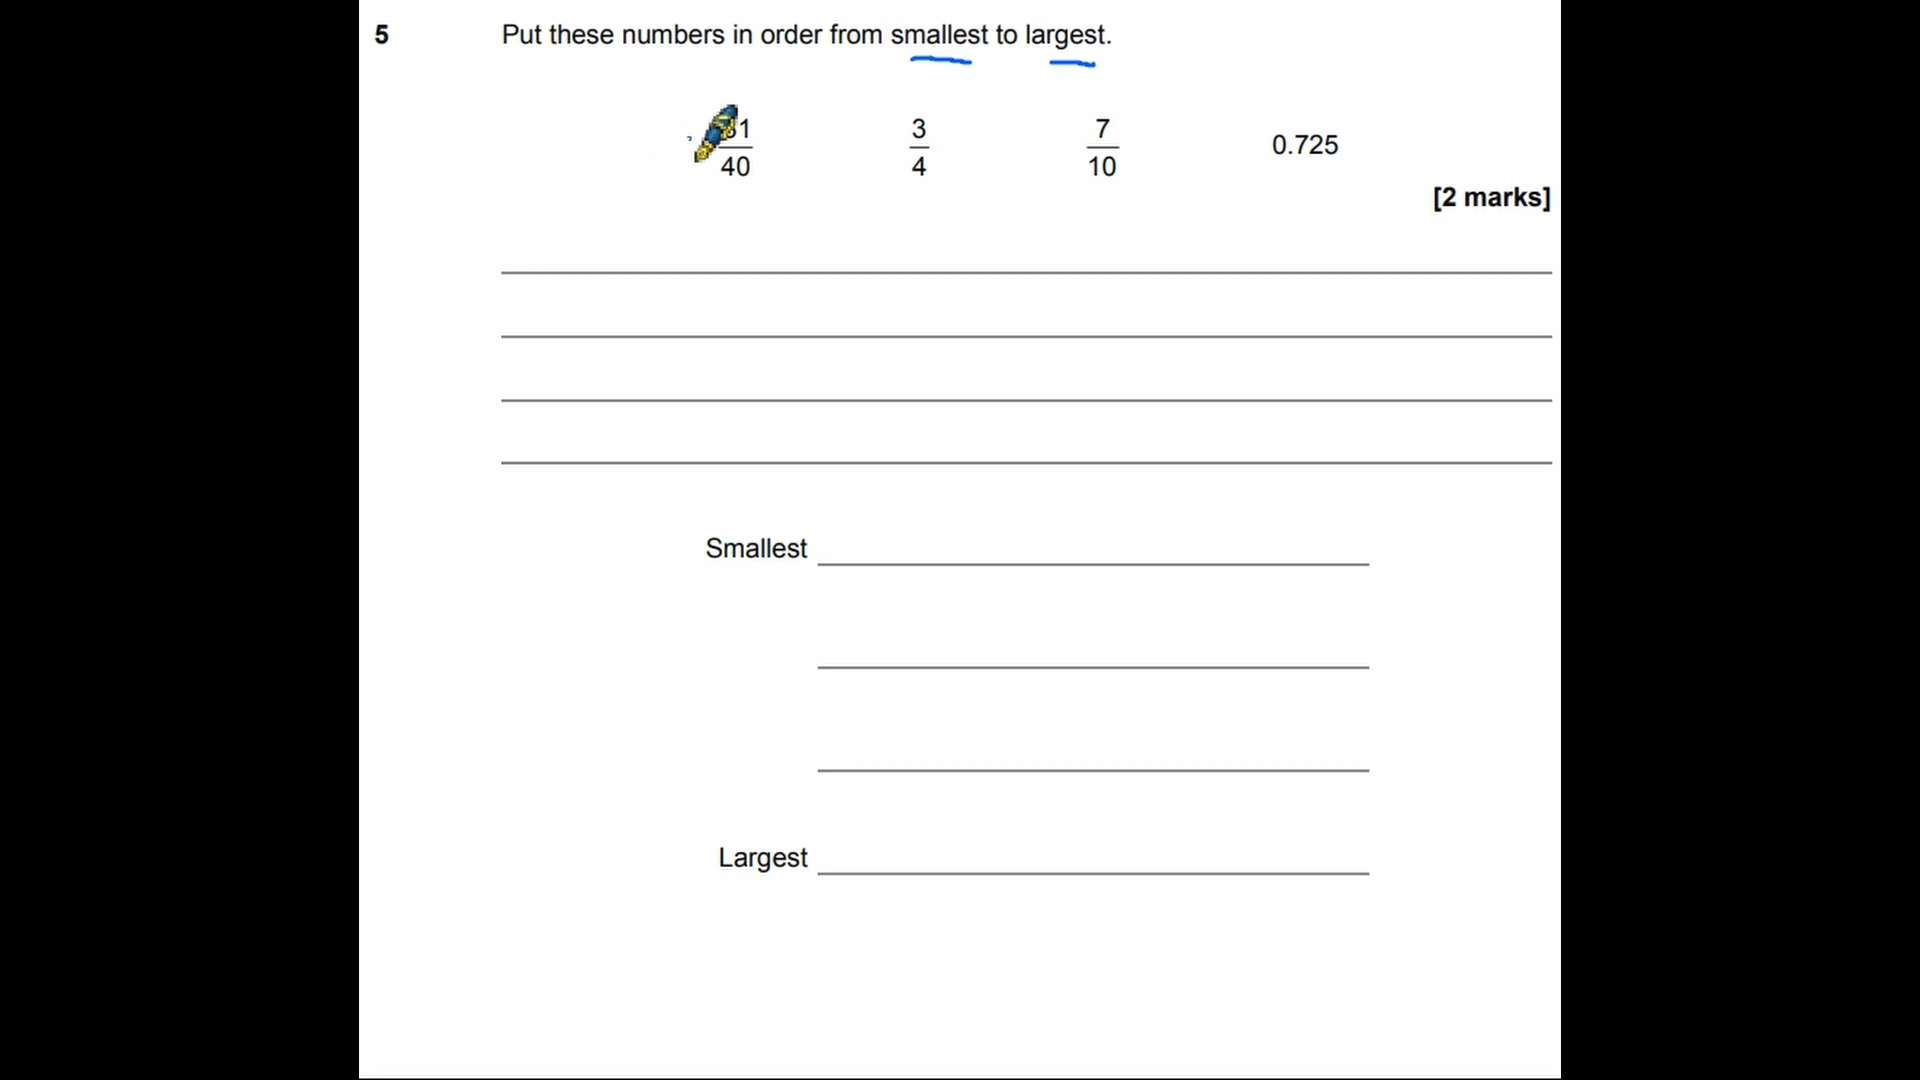 5 Put these numbers in order from smallest to largest.
1/40 3/4 7/10 0.725
[2 marks]
Smallest
Largest